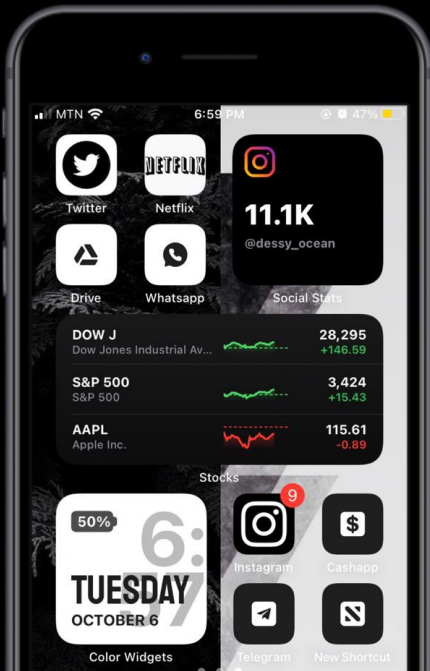 MTN 6:59 PM 47%
NETFLIX
11.1K
@dessy_ocean
Twitter Netflix
Drive Whatsapp Social Stats
DOW J 28,295
Dow Jones Industrial Av... +146.59
S&P 500 3,424
S&P 500 +15.43
AAPL 115.61
Apple Inc. -0.89
Stocks
50% 6:
57
TUESDAY
OCTOBER 6
9
$
Instagram Cashapp
Color Widgets Telegram New Shortcut